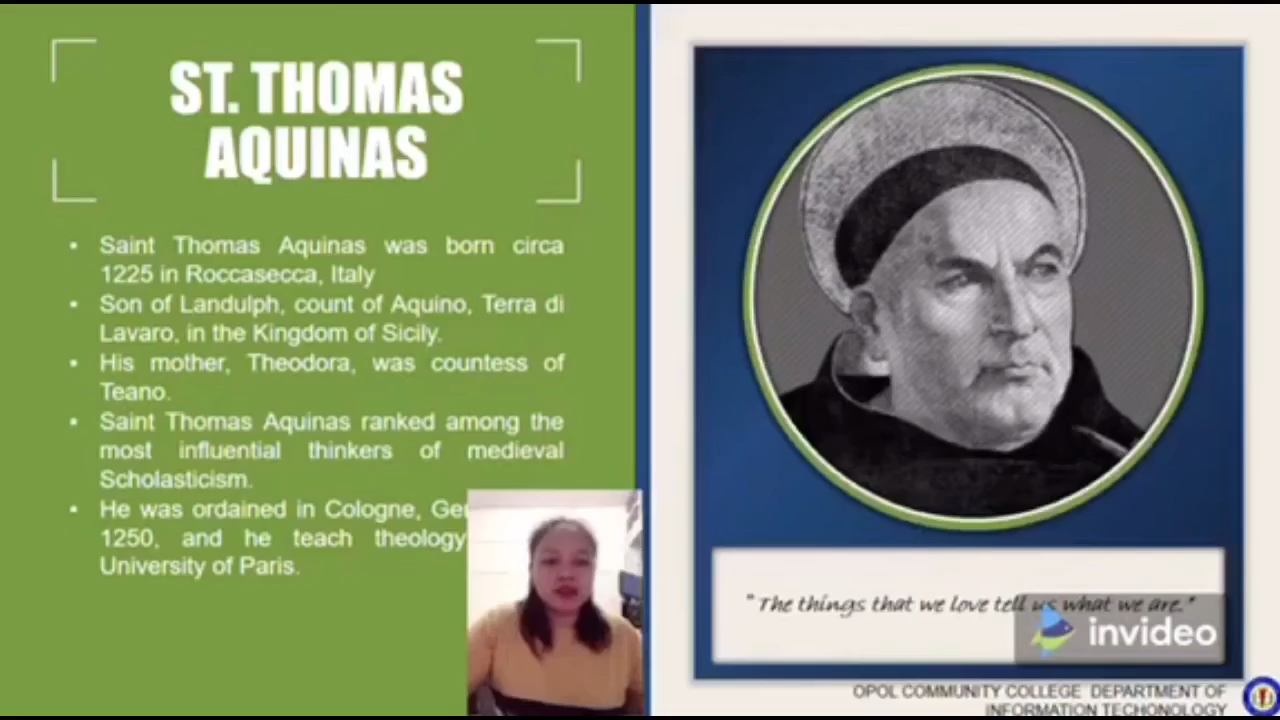 ST. THOMAS
AQUINAS
• Saint Thomas Aquinas was born circa
1225 in Roccasecca, Italy
• Son of Landulph, count of Aquino, Terra di
Lavaro, in the Kingdom of Sicily.
• His mother, Theodora, was countess of
Teano.
• Saint Thomas Aquinas ranked among the
most influential thinkers of medieval
Scholasticism.
• He was ordained in Cologne,
1250, and he teach theology
University of Paris.
"The things that we love tell us what we are."
invideo
OPOL COMMUNITY COLLEGE DEPARTMENT OF
INFORMATION TECHONOLOGY